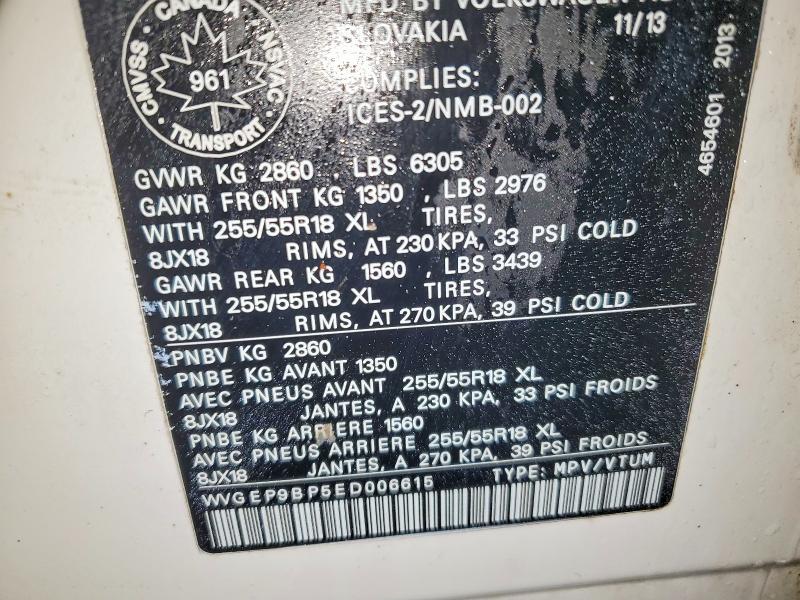 CANADA
CMVSS NSVAC
961
TRANSPORT
MFD BY VOLKSWAGEN
SLOVAKIA 11/13
COMPLIES:
ICES-2/NMB-002
4654601 2013
GVWR KG 2860 , LBS 6305
GAWR FRONT KG 1350 , LBS 2976
WITH 255/55R18 XL TIRES,
8JX18 RIMS, AT 230 KPA, 33 PSI COLD
GAWR REAR KG 1560 , LBS 3439
WITH 255/55R18 XL TIRES,
8JX18 RIMS, AT 270 KPA, 39 PSI COLD
PNBV KG 2860
PNBE KG AVANT 1350
AVEC PNEUS AVANT 255/55R18 XL
8JX18 JANTES, A 230 KPA, 33 PSI FROIDS
PNBE KG ARRIERE 1560
AVEC PNEUS ARRIERE 255/55R18 XL
8JX18 JANTES, A 270 KPA, 39 PSI FROIDS
WVGEP9BP5ED006615 TYPE: MPV/VTUM